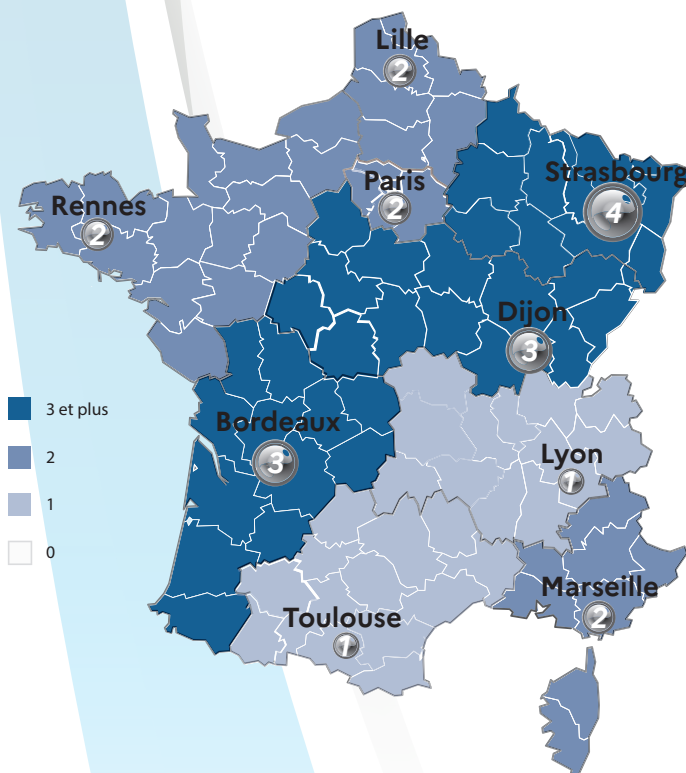 Lille
2
Strasbourg
4
Paris
2
Rennes
2
Dijon
3
3 et plus
Bordeaux
3
2
Lyon
1
1
0
Marseille
2
Toulouse
1